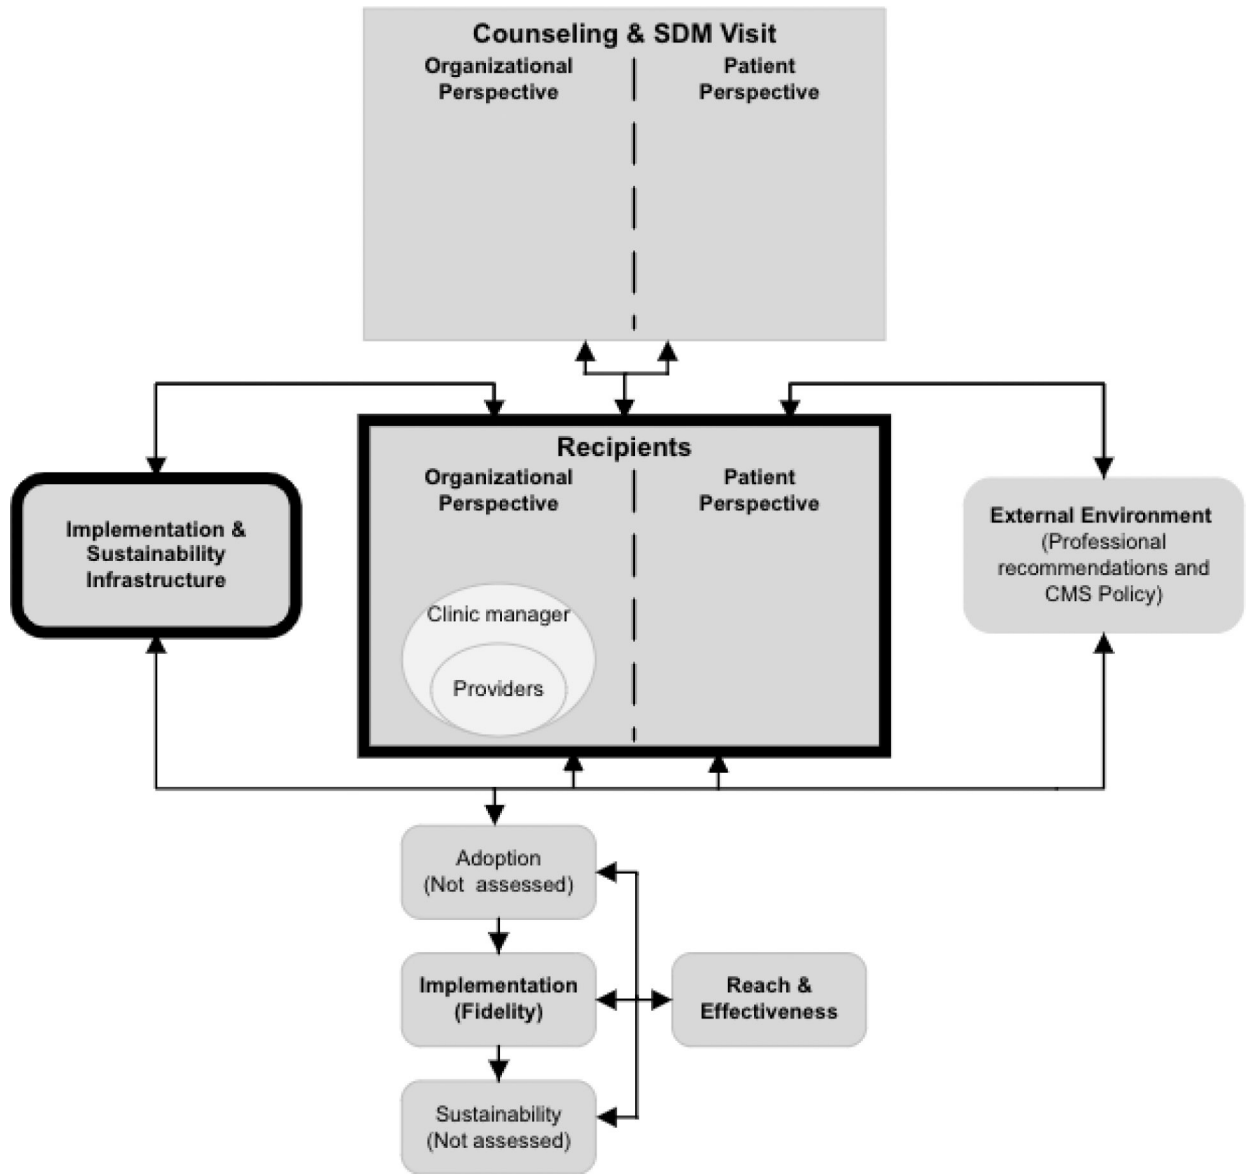 Counseling & SDM Visit
Organizational
Perspective
Patient
Perspective
Recipients
Organizational
Perspective
Patient
Perspective
Clinic manager
Providers
Implementation &
Sustainability
Infrastructure
External Environment
(Professional
recommendations and
CMS Policy)
Adoption
(Not assessed)
Implementation
(Fidelity)
Reach &
Effectiveness
Sustainability
(Not assessed)